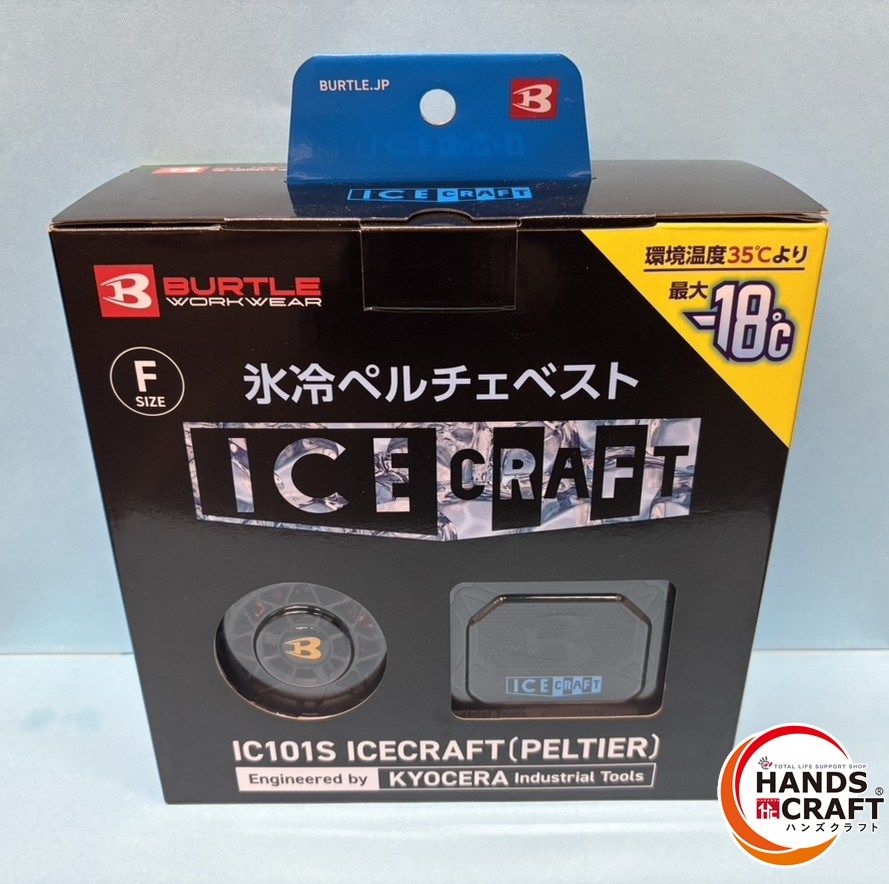 BURTLE.JP
B
ICE CRAFT
BURTLE
WORKWEAR
環境温度35℃より
最大
-18℃
F
SIZE
氷冷ペルチェベスト
ICE CRAFT
B
ICE CRAFT
IC101S ICECRAFT(PELTIER)
Engineered by KYOCERA Industrial Tools
TOTAL LIFE SUPPORT SHOP
HANDS
CRAFT®
ハンズクラフト